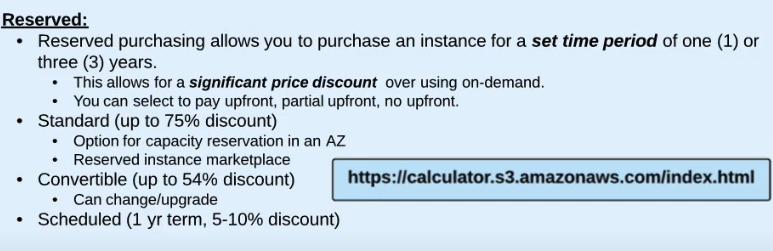 Reserved:
• Reserved purchasing allows you to purchase an instance for a set time period of one (1) or
three (3) years.
• This allows for a significant price discount over using on-demand.
• You can select to pay upfront, partial upfront, no upfront.
• Standard (up to 75% discount)
• Option for capacity reservation in an AZ
• Reserved instance marketplace
• Convertible (up to 54% discount)
https://calculator.s3.amazonaws.com/index.html
• Can change/upgrade
• Scheduled (1 yr term, 5-10% discount)